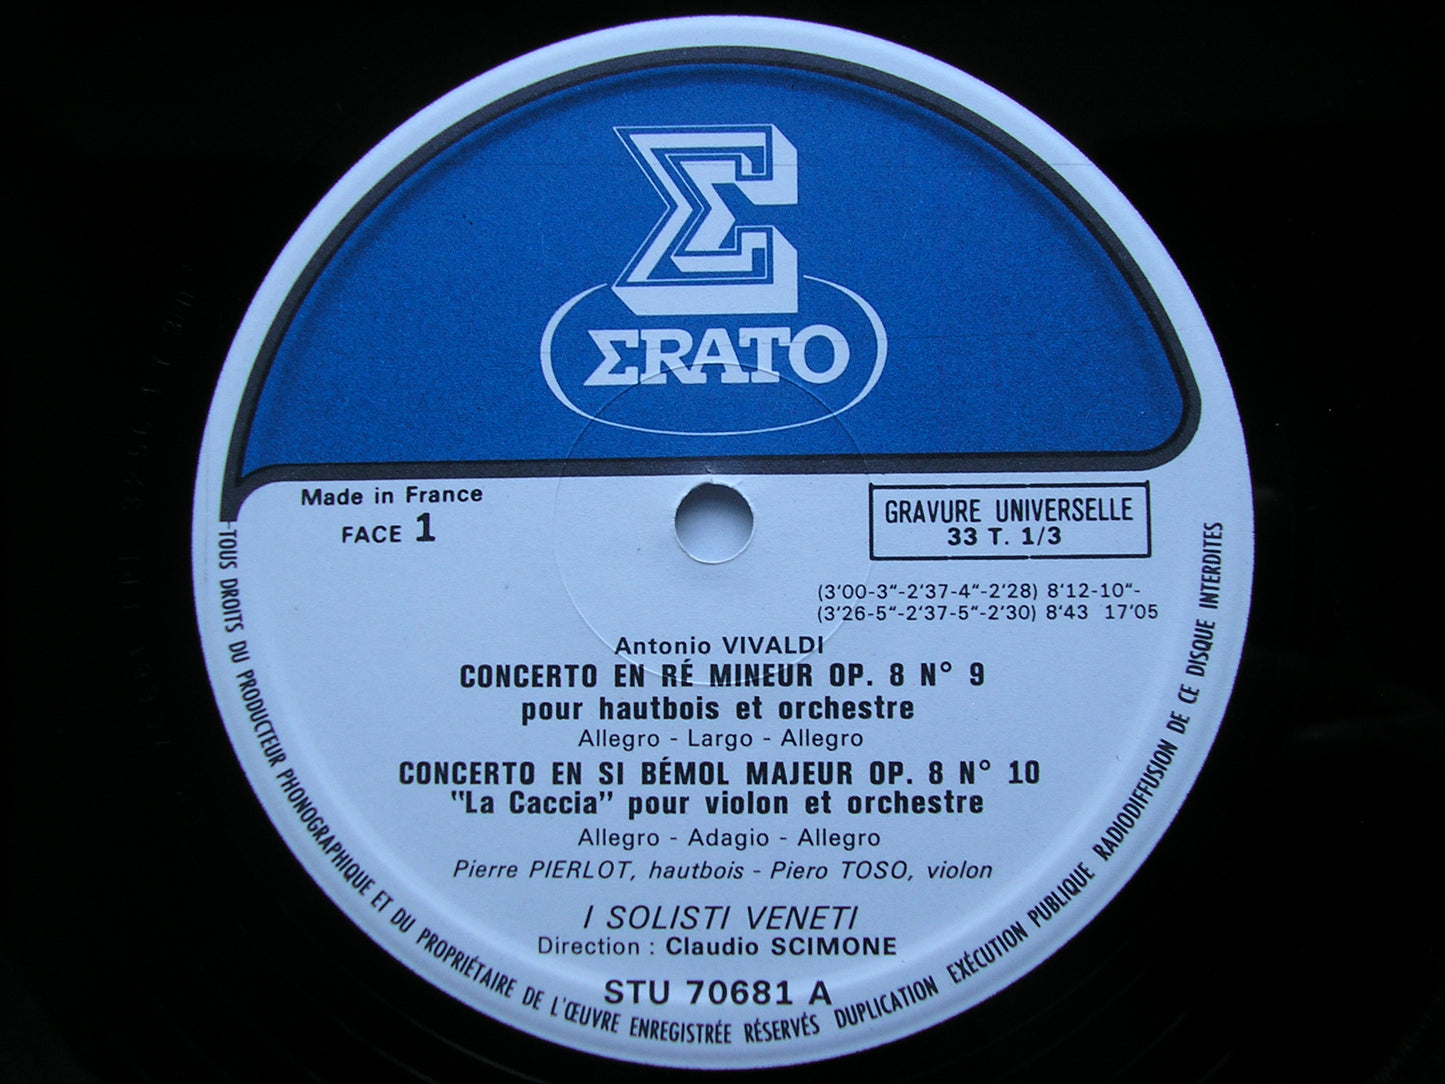 ΣRATO
Made in France
FACE 1
GRAVURE UNIVERSELLE
33 T. 1/3
(3'00-3"-2'37-4"-2'28) 8'12-10"-
(3'26-5"-2'37-5"-2'30) 8'43 17'05
Antonio VIVALDI
CONCERTO EN RÉ MINEUR OP. 8 N° 9
pour hautbois et orchestre
Allegro - Largo - Allegro
CONCERTO EN SI BÉMOL MAJEUR OP. 8 N° 10
"La Caccia" pour violon et orchestre
Allegro - Adagio - Allegro
Pierre PIERLOT, hautbois - Piero TOSO, violon
I SOLISTI VENETI
Direction : Claudio SCIMONE
STU 70681 A
TOUS DROITS DU PRODUCTEUR PHONOGRAPHIQUE ET DU PROPRIÉTAIRE DE L'ŒUVRE ENREGISTRÉE RÉSERVÉS DUPLICATION EXÉCUTION PUBLIQUE RADIODIFFUSION DE CE DISQUE INTERDITES